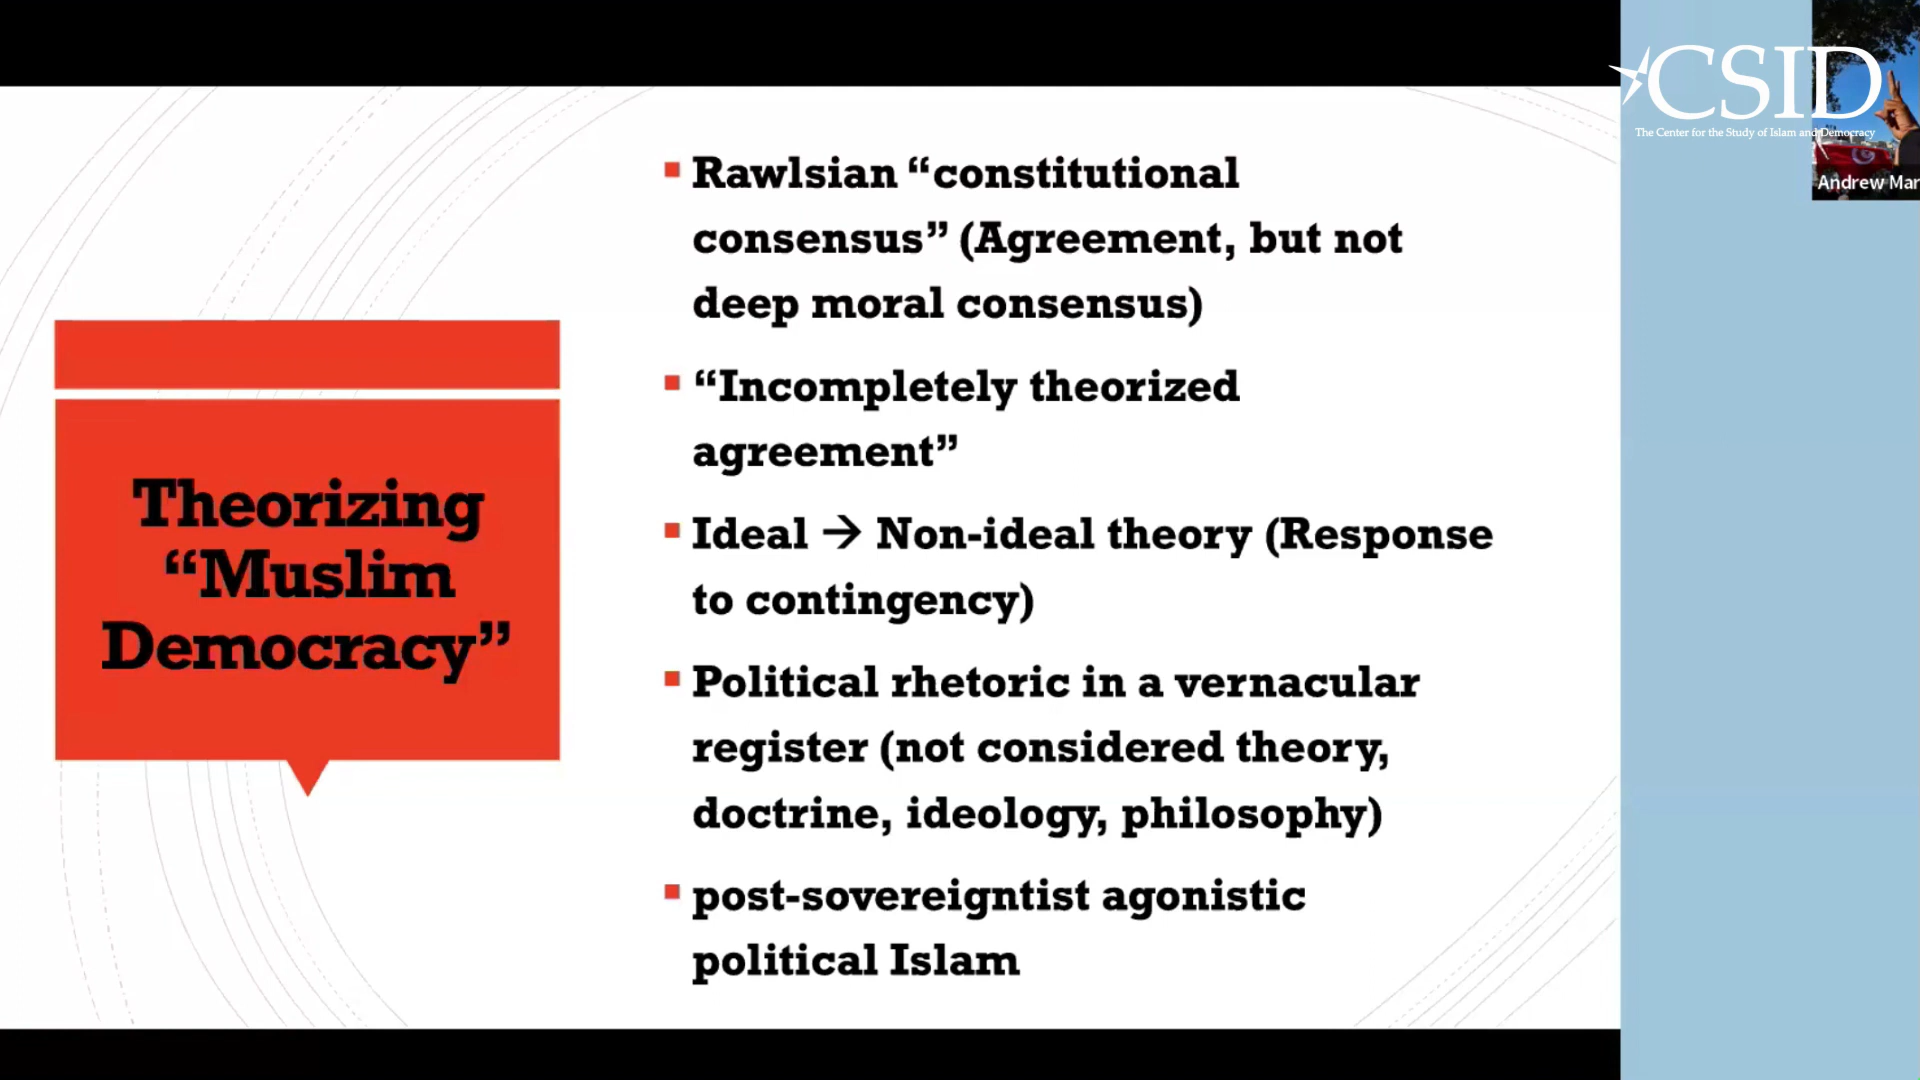 Theorizing
“Muslim
Democracy”
Rawlsian “constitutional
consensus” (Agreement, but not
deep moral consensus)
“Incompletely theorized
agreement”
Ideal → Non-ideal theory (Response
to contingency)
Political rhetoric in a vernacular
register (not considered theory,
doctrine, ideology, philosophy)
post-sovereigntist agonistic
political Islam
CSID
The Center for the Study of Islam and Democracy
Andrew Mar